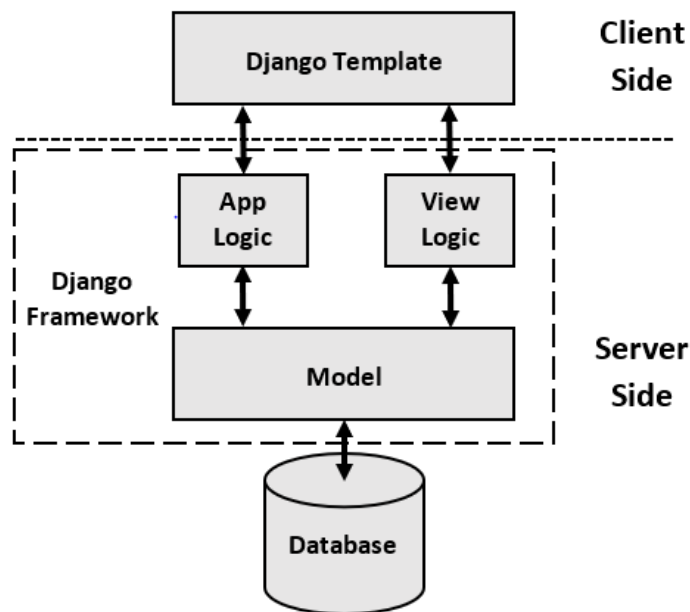 Django Template
Client
Side
App
Logic
View
Logic
Django
Framework
Model
Server
Side
Database